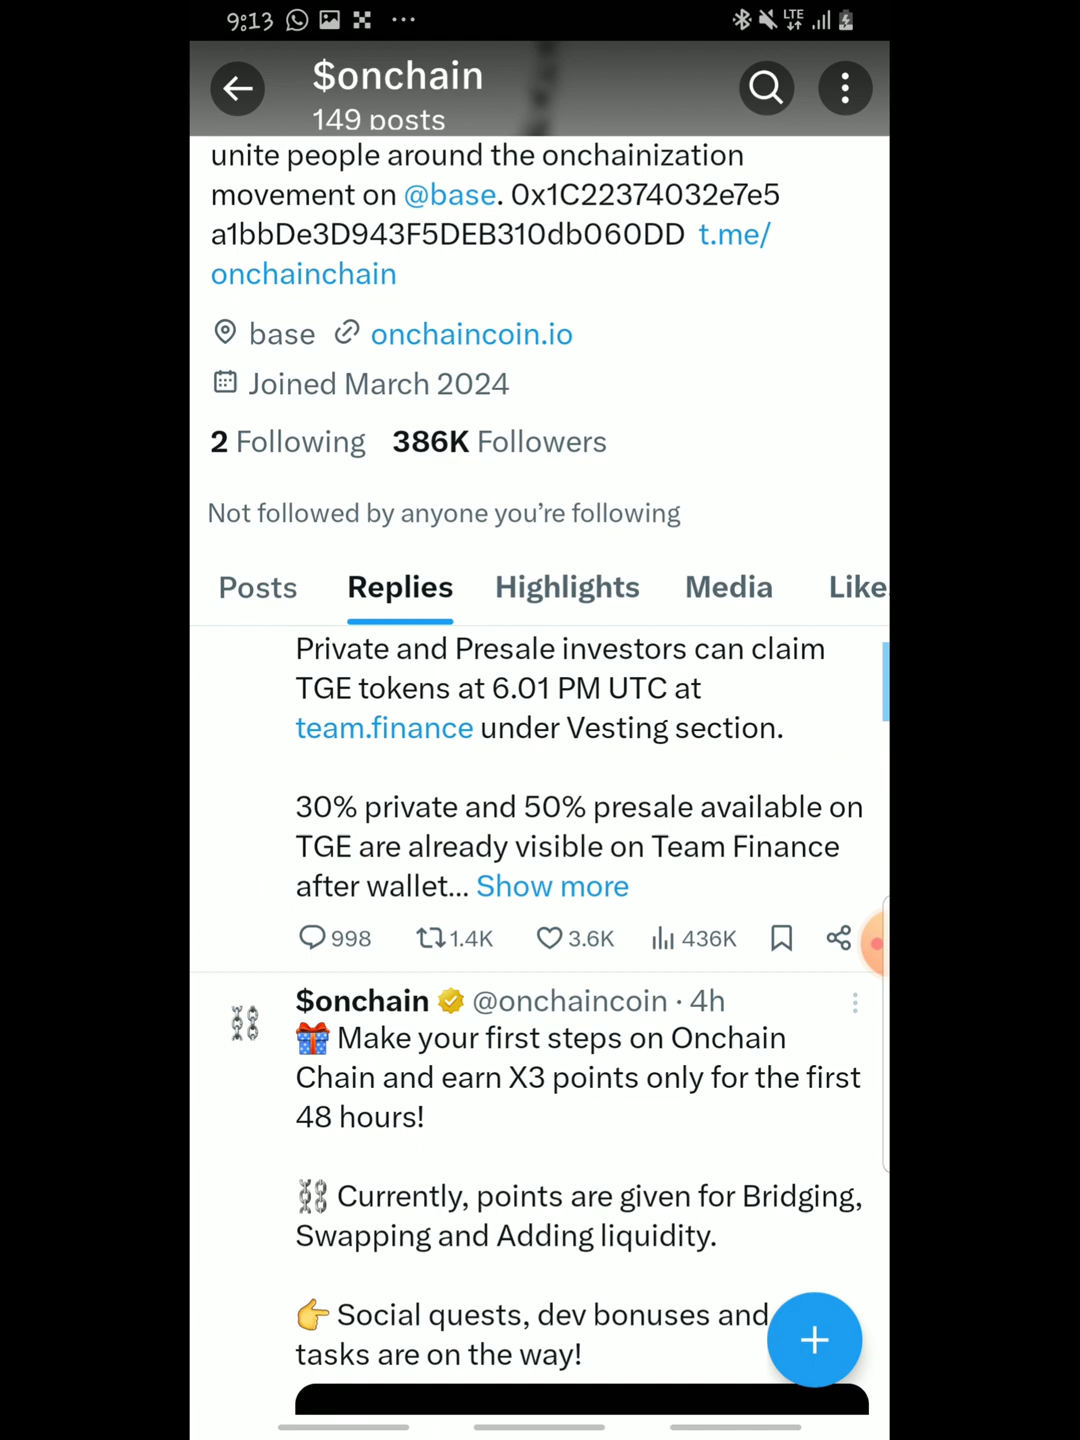 9:13
LTE
$onchain
149 posts
unite people around the onchainization
movement on @base. 0x1C22374032e7e5
a1bbDe3D943F5DEB310db060DD t.me/
onchainchain
base onchaincoin.io
Joined March 2024
2 Following 386K Followers
Not followed by anyone you’re following
Posts Replies Highlights Media Like
Private and Presale investors can claim
TGE tokens at 6.01 PM UTC at
team.finance under Vesting section.
30% private and 50% presale available on
TGE are already visible on Team Finance
after wallet... Show more
998 1.4K 3.6K 436K
$onchain @onchaincoin · 4h
🎁 Make your first steps on Onchain
Chain and earn X3 points only for the first
48 hours!
⛓️ Currently, points are given for Bridging,
Swapping and Adding liquidity.
👉 Social quests, dev bonuses and
tasks are on the way!